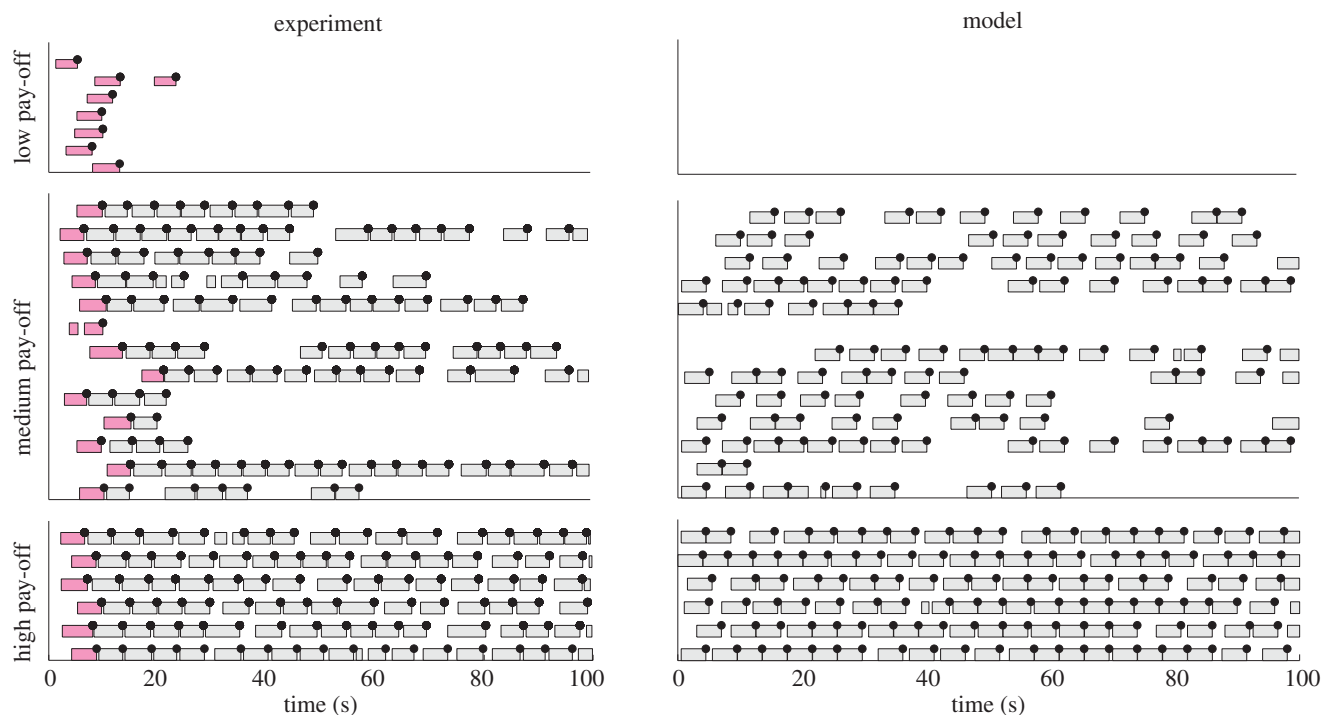 experiment
model
low pay-off
medium pay-off
high pay-off
0 20 40 60 80 100
0 20 40 60 80 100
time (s)
time (s)